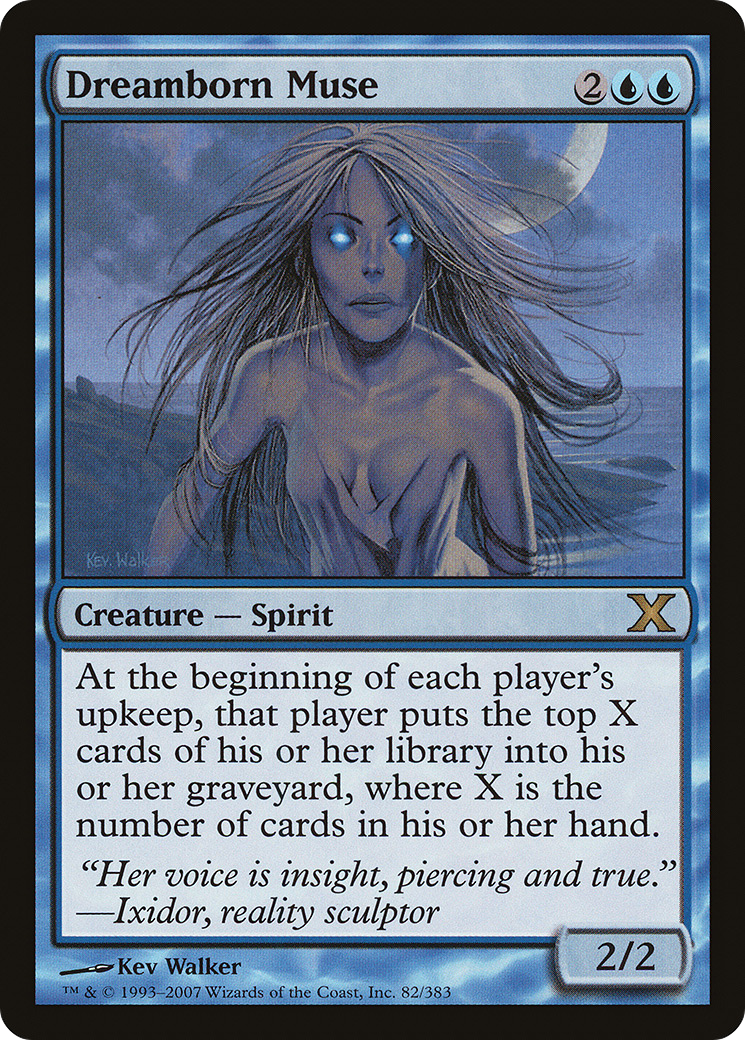 Dreamborn Muse 2
Kev. Walker
Creature — Spirit X
At the beginning of each player's
upkeep, that player puts the top X
cards of his or her library into his
or her graveyard, where X is the
number of cards in his or her hand.
“Her voice is insight, piercing and true.”
—Ixidor, reality sculptor
2/2
Kev Walker
™ & © 1993–2007 Wizards of the Coast, Inc. 82/383